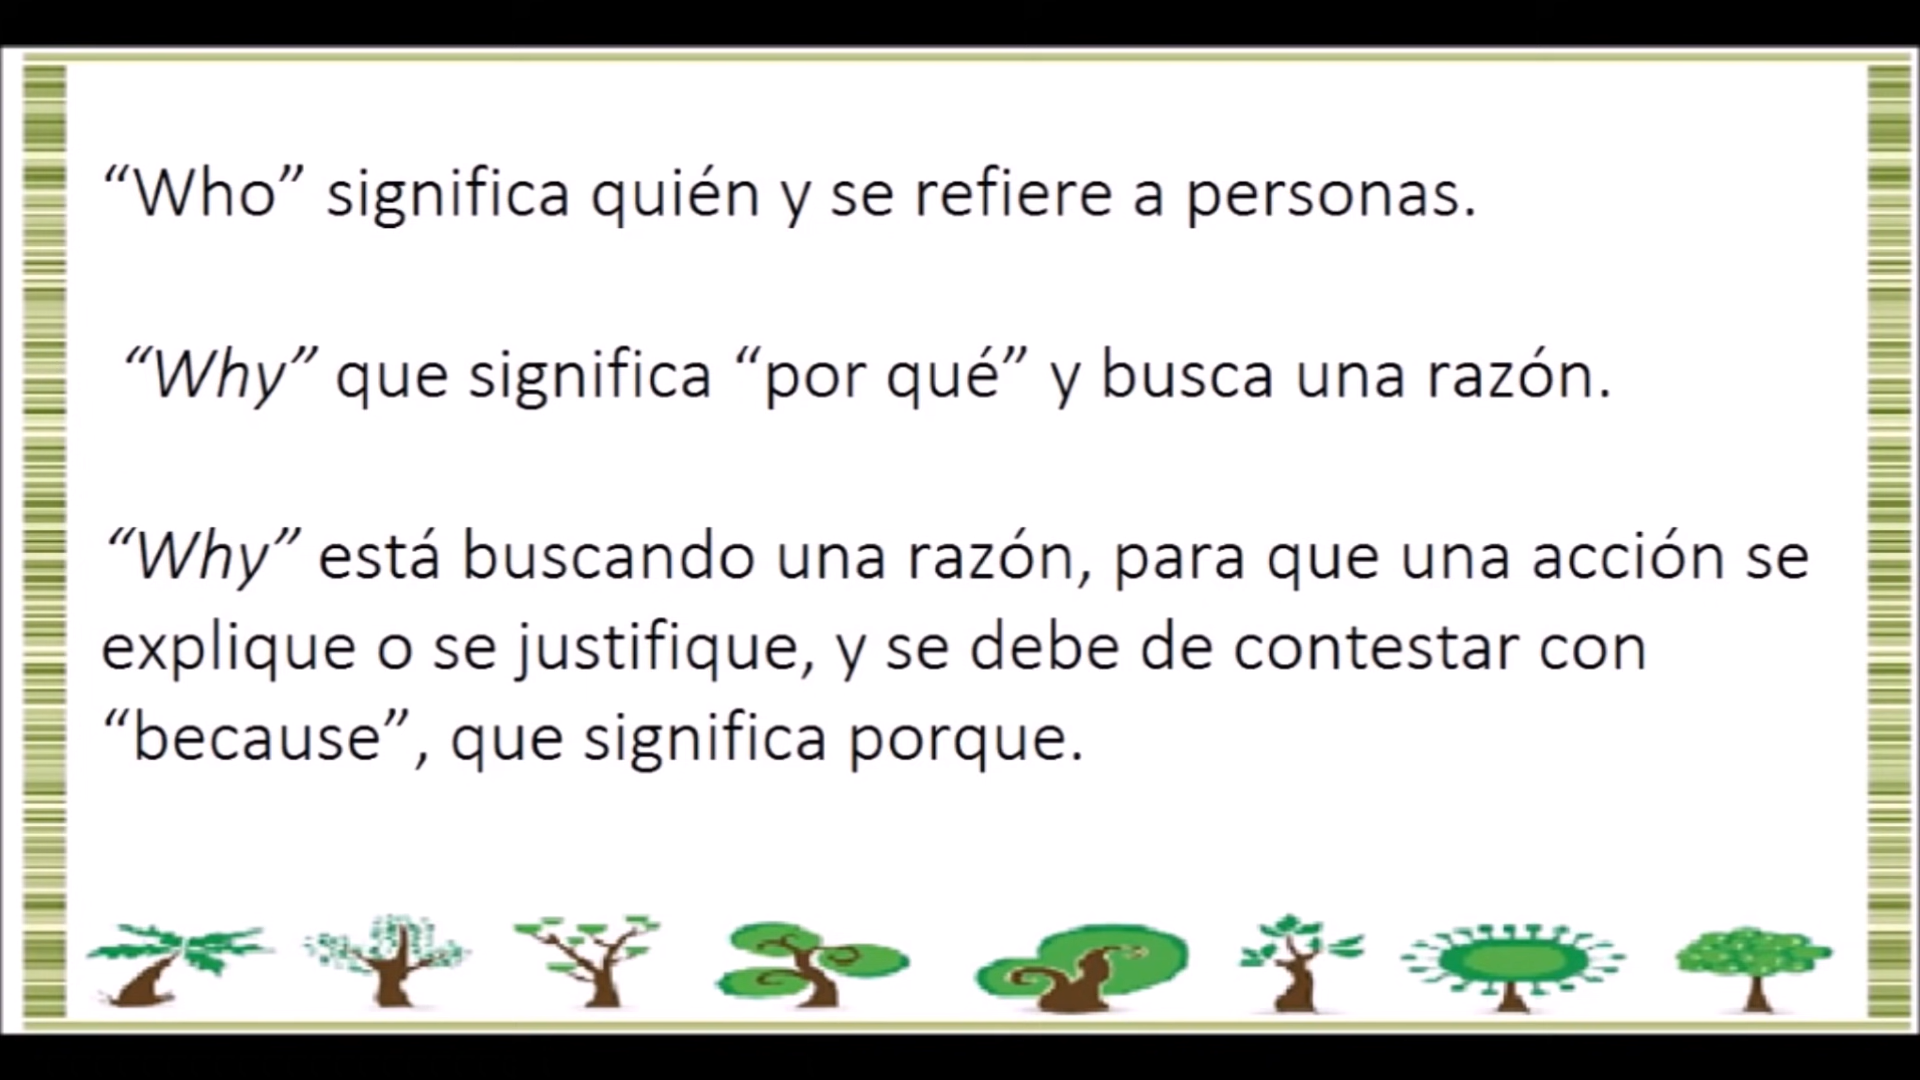 “Who” significa quién y se refiere a personas.
“Why” que significa “por qué” y busca una razón.
“Why” está buscando una razón, para que una acción se
explique o se justifique, y se debe de contestar con
“because”, que significa porque.